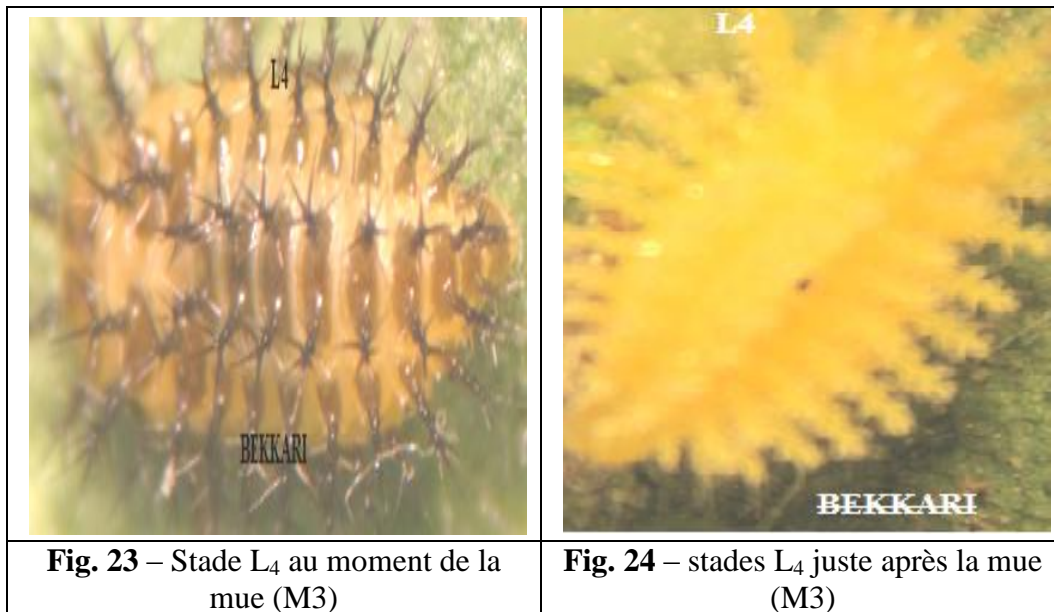 L4
BEKKARI
L4
BEKKARI
Fig. 23 – Stade L₄ au moment de la
mue (M3)
Fig. 24 – stades L₄ juste après la mue
(M3)